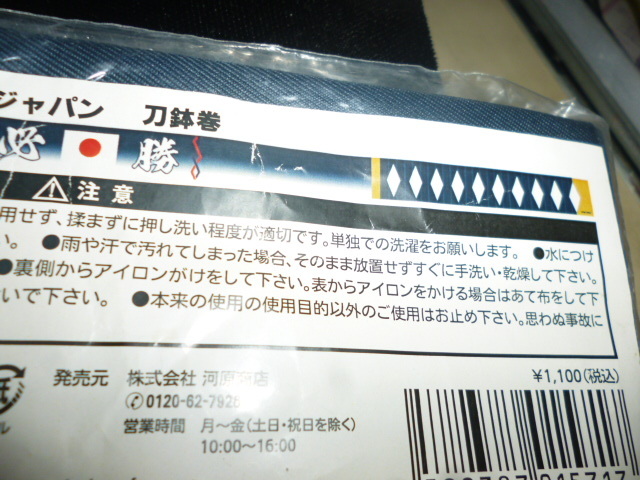 ジャパン 刀鉢巻
必 勝
注意
用せず、揉まずに押し洗い程度が適切です。単独での洗濯をお願いします。 ●水につけ
い。 ●雨や汗で汚れてしまった場合、そのまま放置せずすぐに手洗い・乾燥して下さい。
●裏側からアイロンがけをして下さい。表からアイロンをかける場合はあて布をして下
いで下さい。 ●本来の使用の使用目的以外のご使用はお止め下さい。思わぬ事故に
発売元 株式会社 河原 店
¥1,100(税込)
0120-62-7926
営業時間 月～金(土・日・祝日を除く)
10:00～16:00